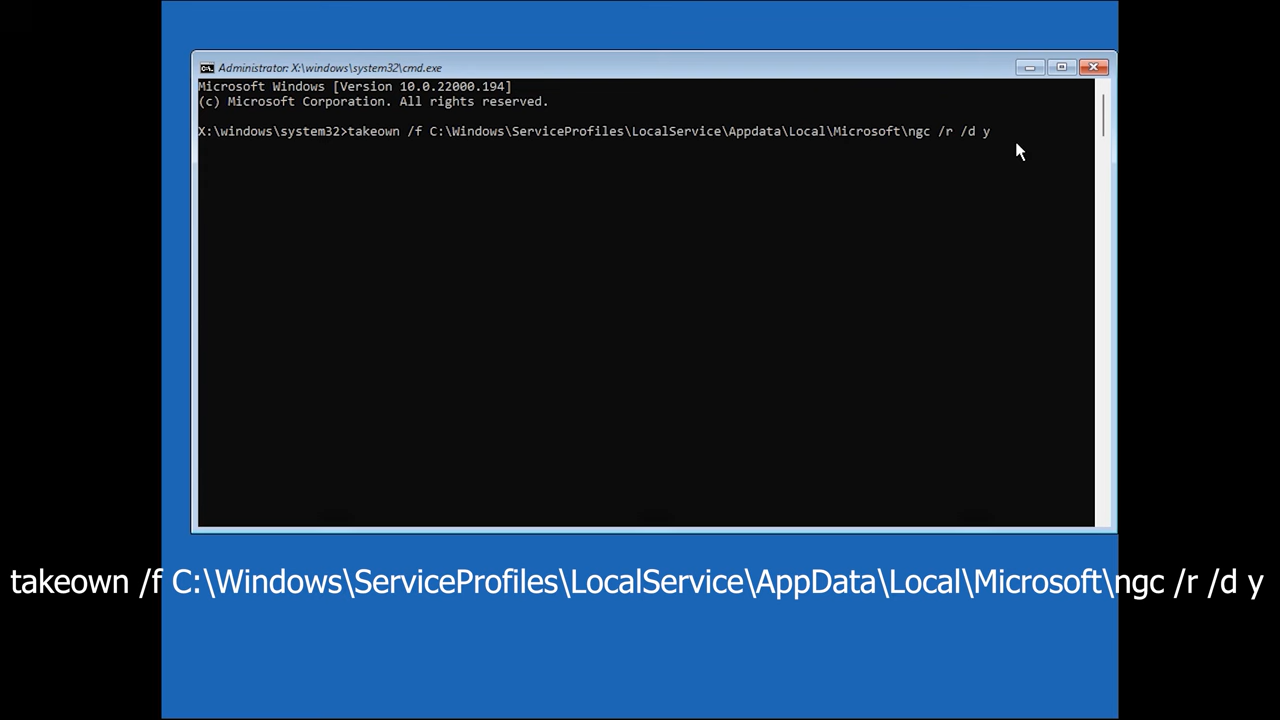 Administrator: X:\windows\system32\cmd.exe
Microsoft Windows [Version 10.0.22000.194]
(c) Microsoft Corporation. All rights reserved.
X:\windows\system32>takeown /f C:\Windows\ServiceProfiles\LocalService\Appdata\Local\Microsoft\ngc /r /d y
takeown /f C:\Windows\ServiceProfiles\LocalService\AppData\Local\Microsoft\ngc /r /d y